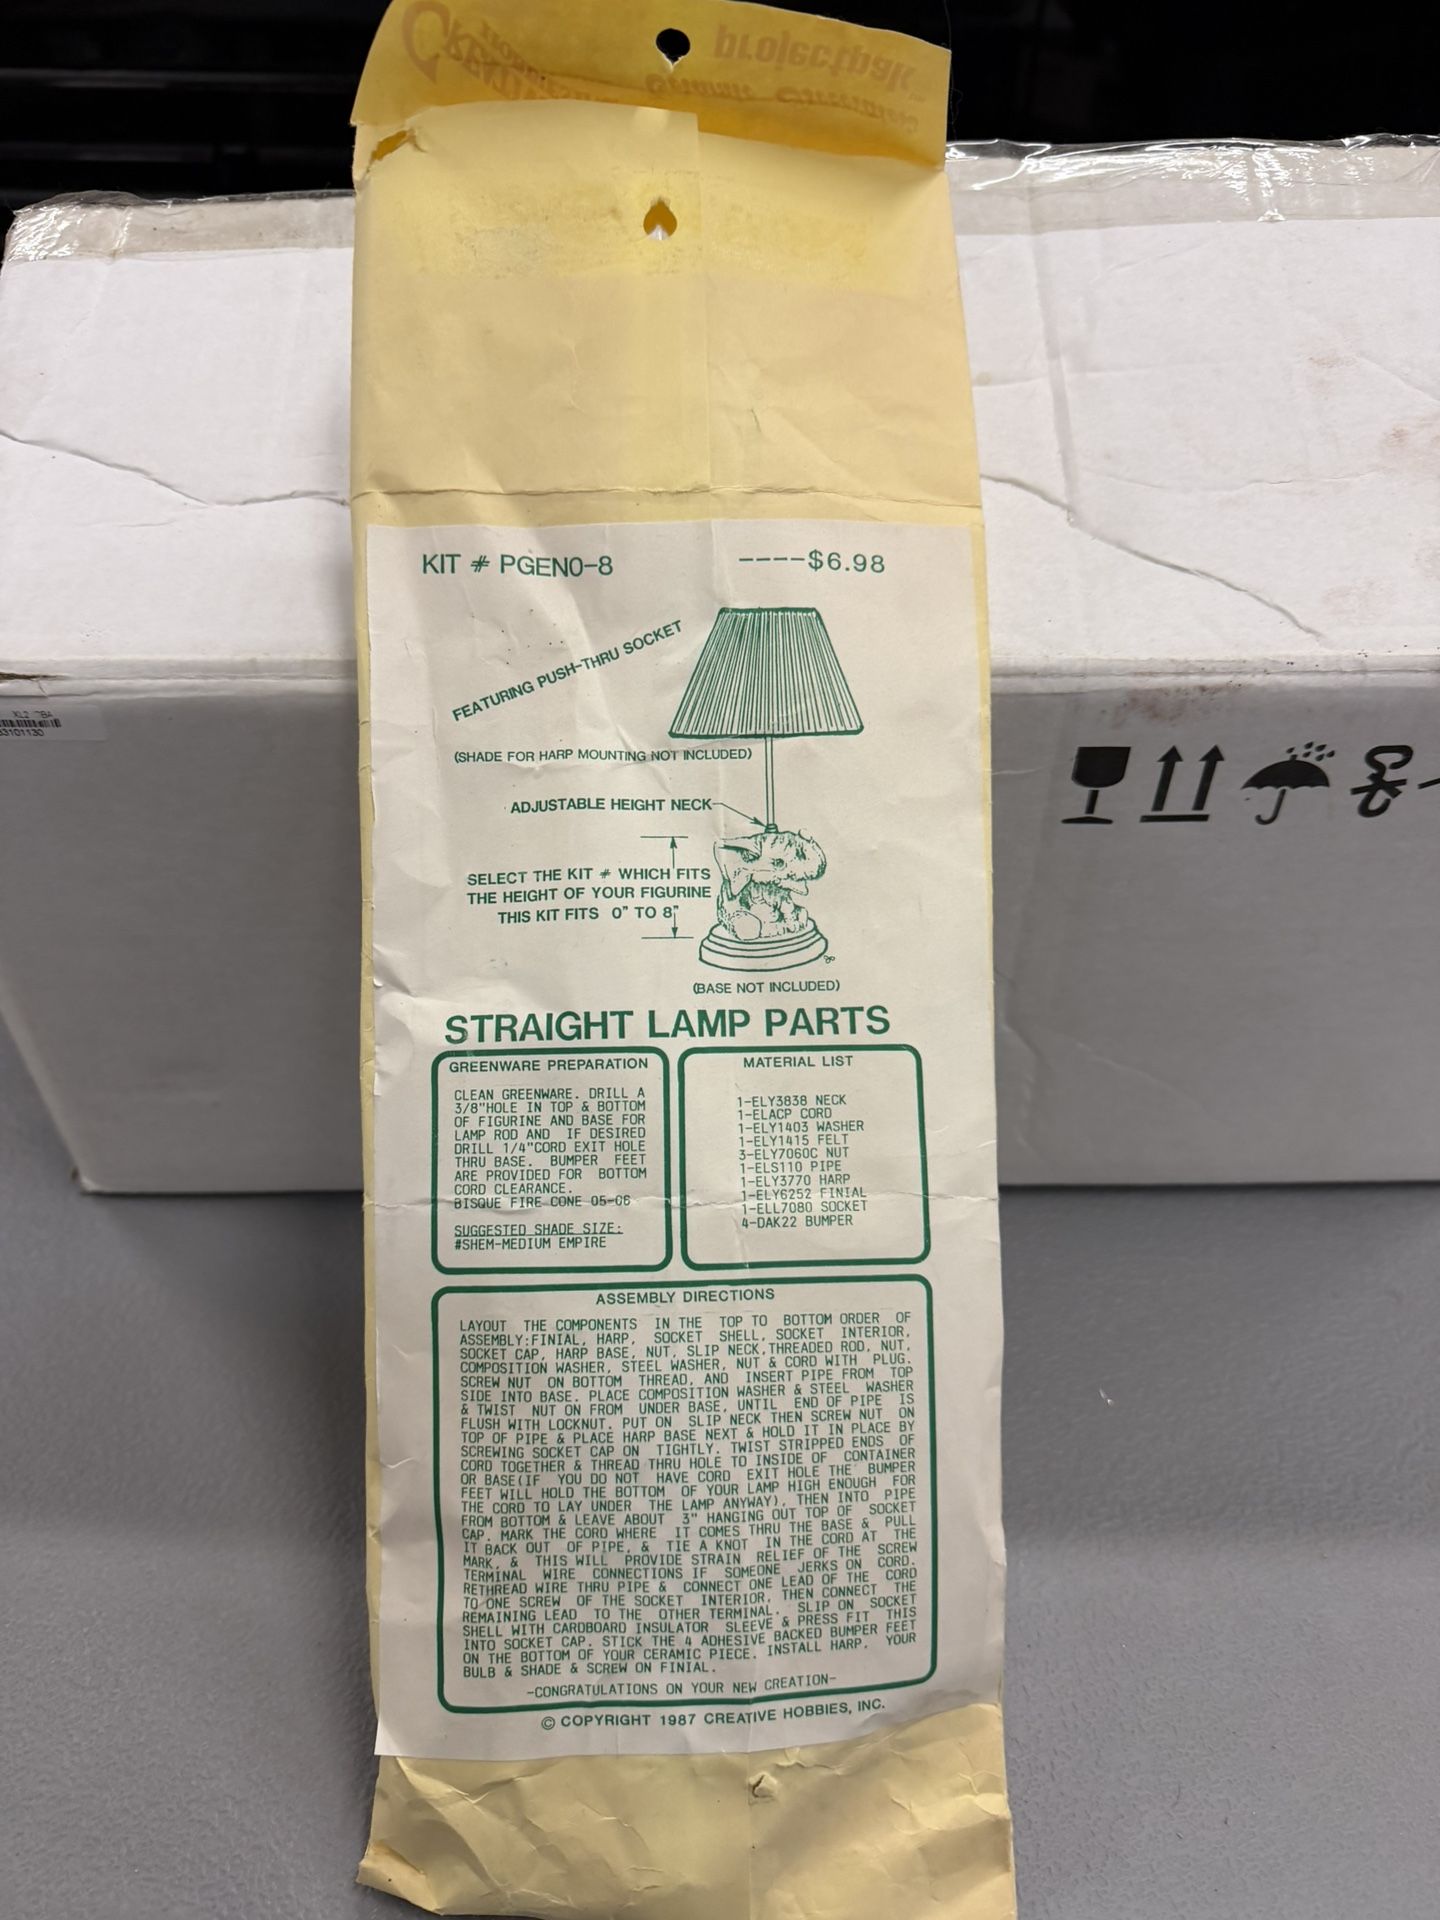 projectpak
CREATIVE
KIT # PGENO-8 ----$6.98
FEATURING PUSH-THRU SOCKET
(SHADE FOR HARP MOUNTING NOT INCLUDED)
ADJUSTABLE HEIGHT NECK
SELECT THE KIT # WHICH FITS
THE HEIGHT OF YOUR FIGURINE
THIS KIT FITS 0" TO 8"
(BASE NOT INCLUDED)
STRAIGHT LAMP PARTS
GREENWARE PREPARATION
CLEAN GREENWARE. DRILL A
3/8"HOLE IN TOP & BOTTOM
OF FIGURINE AND BASE FOR
LAMP ROD AND IF DESIRED
DRILL 1/4"CORD EXIT HOLE
THRU BASE. BUMPER FEET
ARE PROVIDED FOR BOTTOM
CORD CLEARANCE.
BISQUE FIRE CONE 05-06
SUGGESTED SHADE SIZE:
#SHEM-MEDIUM EMPIRE
MATERIAL LIST
1-ELY3838 NECK
1-ELACP CORD
1-ELY1403 WASHER
1-ELY1415 FELT
3-ELY7060C NUT
1-ELS110 PIPE
1-ELY3770 HARP
1-ELY6252 FINIAL
1-ELL7080 SOCKET
4-DAK22 BUMPER
ASSEMBLY DIRECTIONS
LAYOUT THE COMPONENTS IN THE TOP TO BOTTOM ORDER OF
ASSEMBLY:FINIAL, HARP, SOCKET SHELL, SOCKET INTERIOR,
SOCKET CAP, HARP BASE, NUT, SLIP NECK,THREADED ROD, NUT,
COMPOSITION WASHER, STEEL WASHER, NUT & CORD WITH PLUG.
SCREW NUT ON BOTTOM THREAD, AND INSERT PIPE FROM TOP
SIDE INTO BASE. PLACE COMPOSITION WASHER & STEEL WASHER
& TWIST NUT ON FROM UNDER BASE, UNTIL END OF PIPE IS
FLUSH WITH LOCKNUT. PUT ON SLIP NECK THEN SCREW NUT ON
TOP OF PIPE & PLACE HARP BASE NEXT & HOLD IT IN PLACE BY
SCREWING SOCKET CAP ON TIGHTLY. TWIST STRIPPED ENDS OF
CORD TOGETHER & THREAD THRU HOLE TO INSIDE OF CONTAINER
OR BASE(IF YOU DO NOT HAVE CORD EXIT HOLE THE BUMPER
FEET WILL HOLD THE BOTTOM OF YOUR LAMP HIGH ENOUGH FOR
THE CORD TO LAY UNDER THE LAMP ANYWAY), THEN INTO PIPE
FROM BOTTOM & LEAVE ABOUT 3" HANGING OUT TOP OF SOCKET
CAP. MARK THE CORD WHERE IT COMES THRU THE BASE & PULL
IT BACK OUT OF PIPE, & TIE A KNOT IN THE CORD AT THE
MARK, & THIS WILL PROVIDE STRAIN RELIEF OF THE SCREW
TERMINAL WIRE CONNECTIONS IF SOMEONE JERKS ON CORD.
RETHREAD WIRE THRU PIPE & CONNECT ONE LEAD OF THE CORD
TO ONE SCREW OF THE SOCKET INTERIOR, THEN CONNECT THE
REMAINING LEAD TO THE OTHER TERMINAL. SLIP ON SOCKET
SHELL WITH CARDBOARD INSULATOR SLEEVE & PRESS FIT THIS
INTO SOCKET CAP. STICK THE 4 ADHESIVE BACKED BUMPER FEET
ON THE BOTTOM OF YOUR CERAMIC PIECE. INSTALL HARP, YOUR
BULB & SHADE & SCREW ON FINIAL.
-CONGRATULATIONS ON YOUR NEW CREATION-
© COPYRIGHT 1987 CREATIVE HOBBIES, INC.